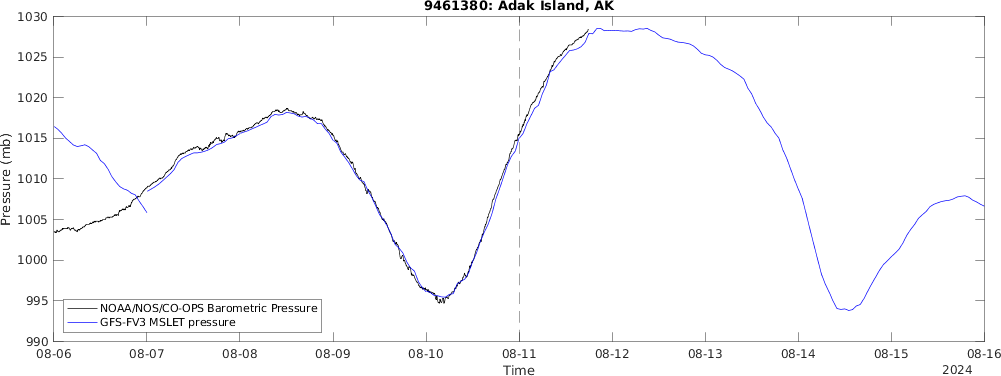 9461380: Adak Island, AK
1030
1025
1020
1015
1010
1005
1000
995
990
Pressure (mb)
NOAA/NOS/CO-OPS Barometric Pressure
GFS-FV3 MSLET pressure
08-06 08-07 08-08 08-09 08-10 08-11 08-12 08-13 08-14 08-15 08-16
Time
2024